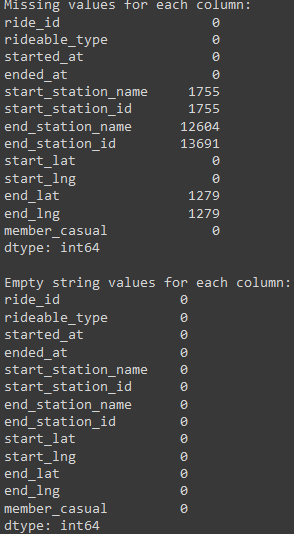 Missing values for each column:
ride_id 0
rideable_type 0
started_at 0
ended_at 0
start_station_name 1755
start_station_id 1755
end_station_name 12604
end_station_id 13691
start_lat 0
start_lng 0
end_lat 1279
end_lng 1279
member_casual 0
dtype: int64

Empty string values for each column:
ride_id 0
rideable_type 0
started_at 0
ended_at 0
start_station_name 0
start_station_id 0
end_station_name 0
end_station_id 0
start_lat 0
start_lng 0
end_lat 0
end_lng 0
member_casual 0
dtype: int64